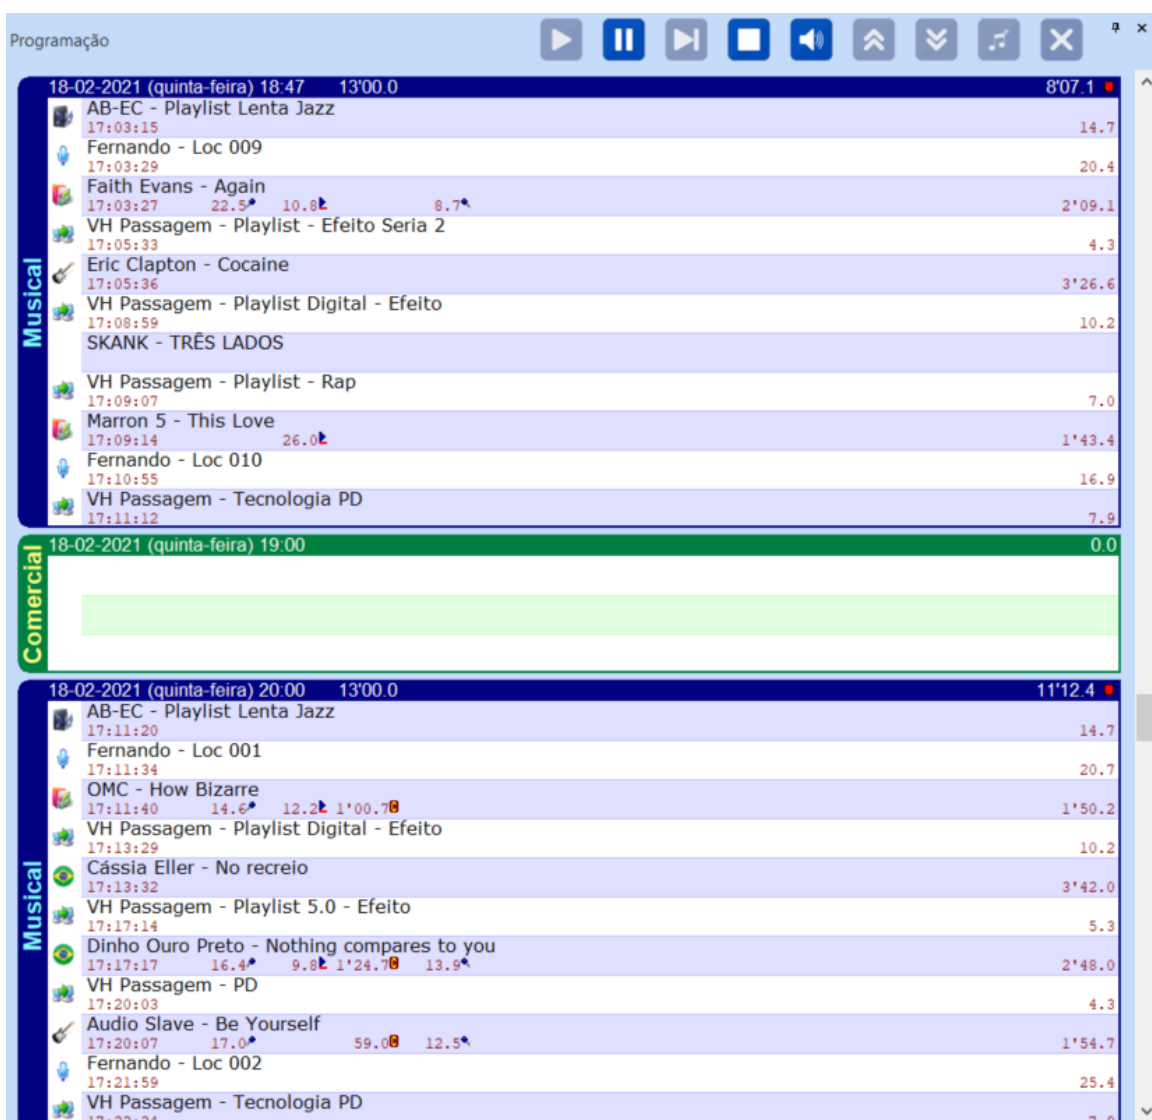 Programação
18-02-2021 (quinta-feira) 18:47 13'00.0 8'07.1
Musical
AB-EC - Playlist Lenta Jazz
17:03:15 14.7
Fernando - Loc 009
17:03:29 20.4
Faith Evans - Again
17:03:27 22.5 10.8 8.7 2'09.1
VH Passagem - Playlist - Efeito Seria 2
17:05:33 4.3
Eric Clapton - Cocaine
17:05:36 3'26.6
VH Passagem - Playlist Digital - Efeito
17:08:59 10.2
SKANK - TRÊS LADOS
VH Passagem - Playlist - Rap
17:09:07 7.0
Marron 5 - This Love
17:09:14 26.0 1'43.4
Fernando - Loc 010
17:10:55 16.9
VH Passagem - Tecnologia PD
17:11:12 7.9
18-02-2021 (quinta-feira) 19:00 0.0
Comercial
18-02-2021 (quinta-feira) 20:00 13'00.0 11'12.4
Musical
AB-EC - Playlist Lenta Jazz
17:11:20 14.7
Fernando - Loc 001
17:11:34 20.7
OMC - How Bizarre
17:11:40 14.6 12.2 1'00.7 1'50.2
VH Passagem - Playlist Digital - Efeito
17:13:29 10.2
Cássia Eller - No recreio
17:13:32 3'42.0
VH Passagem - Playlist 5.0 - Efeito
17:17:14 5.3
Dinho Ouro Preto - Nothing compares to you
17:17:17 16.4 9.8 1'24.7 13.9 2'48.0
VH Passagem - PD
17:20:03 4.3
Audio Slave - Be Yourself
17:20:07 17.0 59.0 12.5 1'54.7
Fernando - Loc 002
17:21:59 25.4
VH Passagem - Tecnologia PD